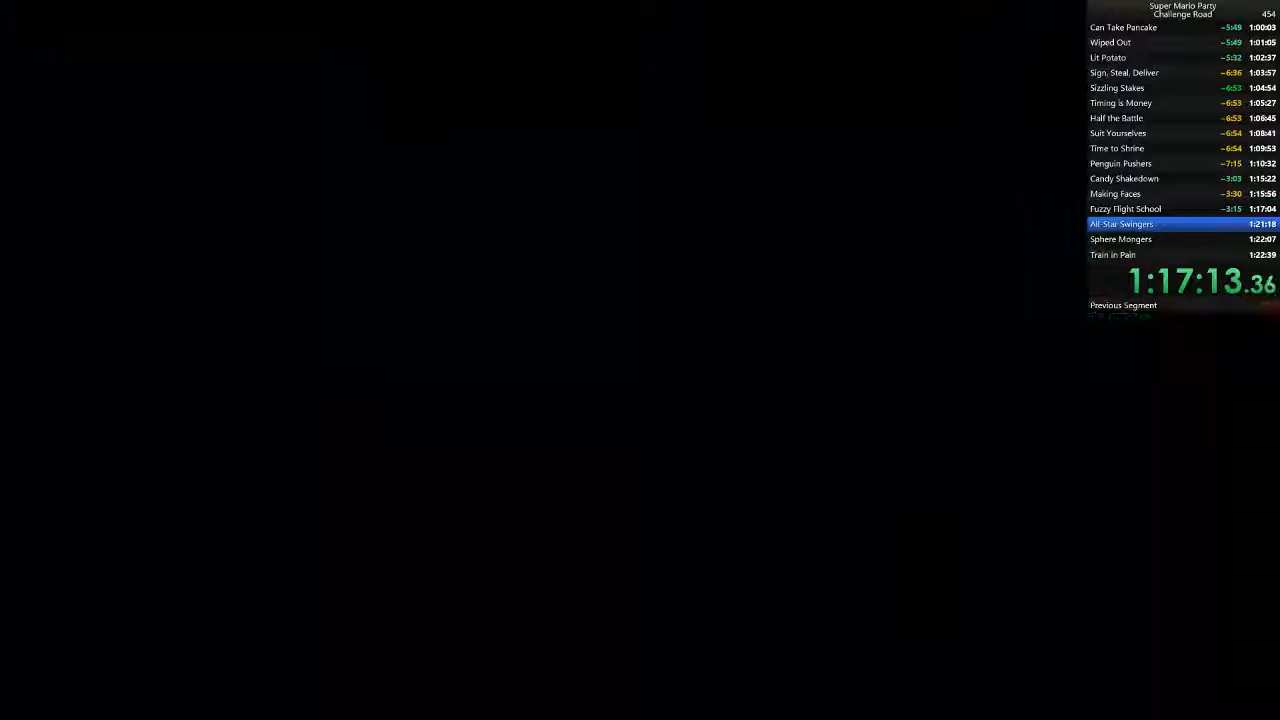 Super Mario Party
Challenge Road 454
Can Take Pancake -5:49 1:00:03
Wiped Out -5:49 1:01:05
Lit Potato -5:32 1:02:37
Sign, Steal, Deliver -6:36 1:03:57
Sizzling Stakes -6:53 1:04:54
Timing is Money -6:53 1:05:27
Half the Battle -6:53 1:06:45
Suit Yourselves -6:54 1:08:41
Time to Shrine -6:54 1:09:53
Penguin Pushers -7:15 1:10:32
Candy Shakedown -3:03 1:15:22
Making Faces -3:30 1:15:56
Fuzzy Flight School -3:15 1:17:04
All-Star Swingers 1:21:18
Sphere Mongers 1:22:07
Train in Pain 1:22:39
1:17:13.36
Previous Segment